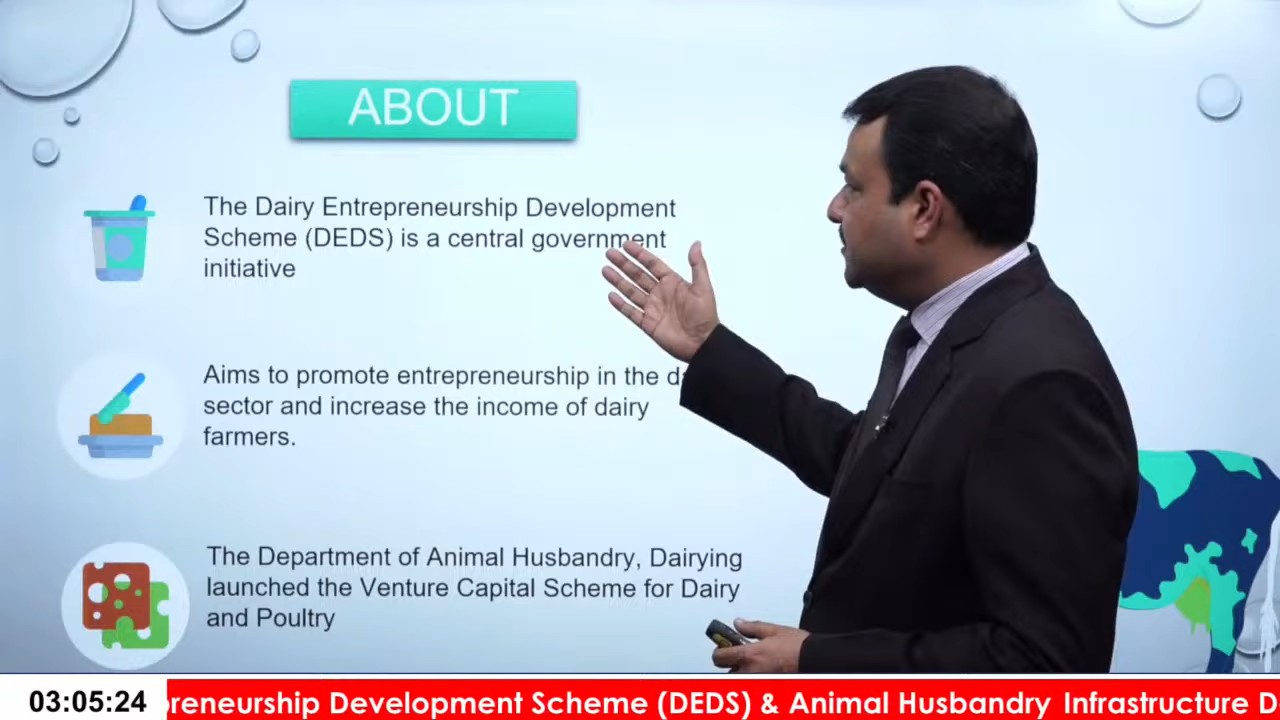 ABOUT
The Dairy Entrepreneurship Development
Scheme (DEDS) is a central government
initiative
Aims to promote entrepreneurship in the
sector and increase the income of dairy
farmers.
The Department of Animal Husbandry, Dairying
launched the Venture Capital Scheme for Dairy
and Poultry
03:05:24
preneurship Development Scheme (DEDS) & Animal Husbandry Infrastructure D